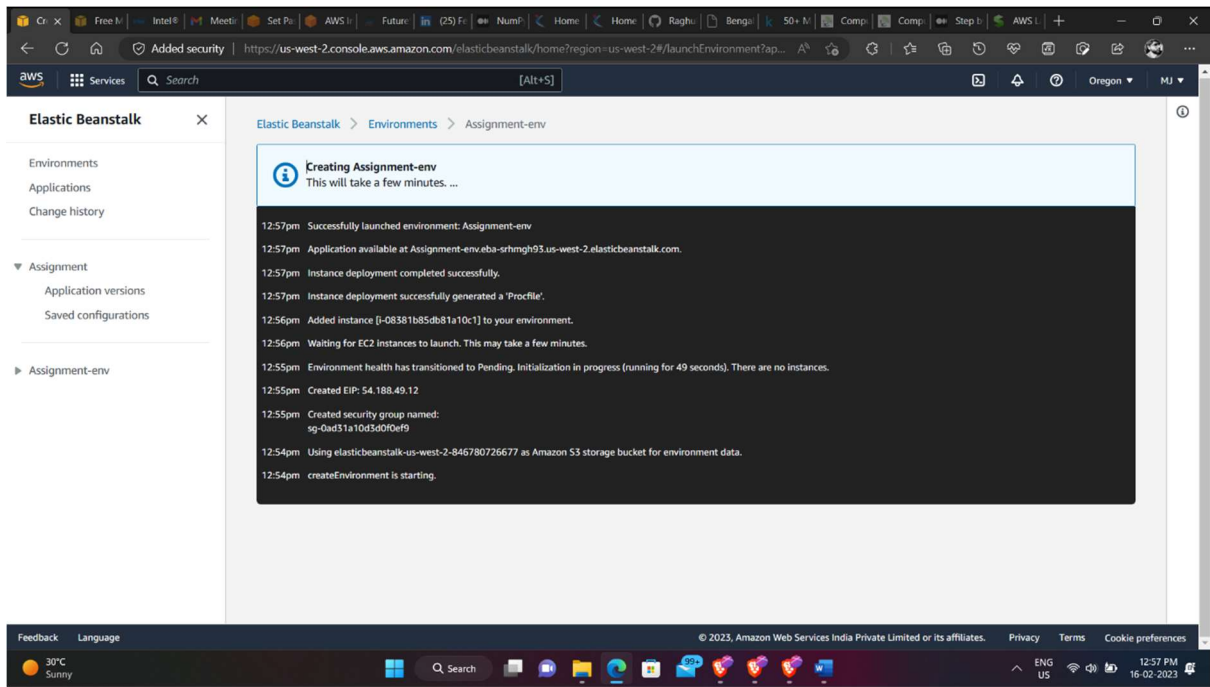 Cr
Free M
Intel®
Meetin
Set Pa
AWS I
Future
(25) Fe
NumP
Home
Home
Raghu
Bengal
50+ M
Comp
Comp
Step b
AWS L
Added security
https://us-west-2.console.aws.amazon.com/elasticbeanstalk/home?region=us-west-2#/launchEnvironment?ap...
aws
Services
Search
[Alt+S]
Oregon ▼
MJ ▼
Elastic Beanstalk
Environments
Applications
Change history
Assignment
Application versions
Saved configurations
Assignment-env
Elastic Beanstalk > Environments > Assignment-env
Creating Assignment-env
This will take a few minutes. ...
12:57pm Successfully launched environment: Assignment-env
12:57pm Application available at Assignment-env.eba-srhmgh93.us-west-2.elasticbeanstalk.com.
12:57pm Instance deployment completed successfully.
12:57pm Instance deployment successfully generated a 'Procfile'.
12:56pm Added instance [i-08381b85db81a10c1] to your environment.
12:56pm Waiting for EC2 instances to launch. This may take a few minutes.
12:55pm Environment health has transitioned to Pending. Initialization in progress (running for 49 seconds). There are no instances.
12:55pm Created EIP: 54.188.49.12
12:55pm Created security group named:
sg-0ad31a10d3d0f0ef9
12:54pm Using elasticbeanstalk-us-west-2-846780726677 as Amazon S3 storage bucket for environment data.
12:54pm createEnvironment is starting.
Feedback
Language
© 2023, Amazon Web Services India Private Limited or its affiliates.
Privacy
Terms
Cookie preferences
30°C
Sunny
Search
99+
ENG
US
12:57 PM
16-02-2023